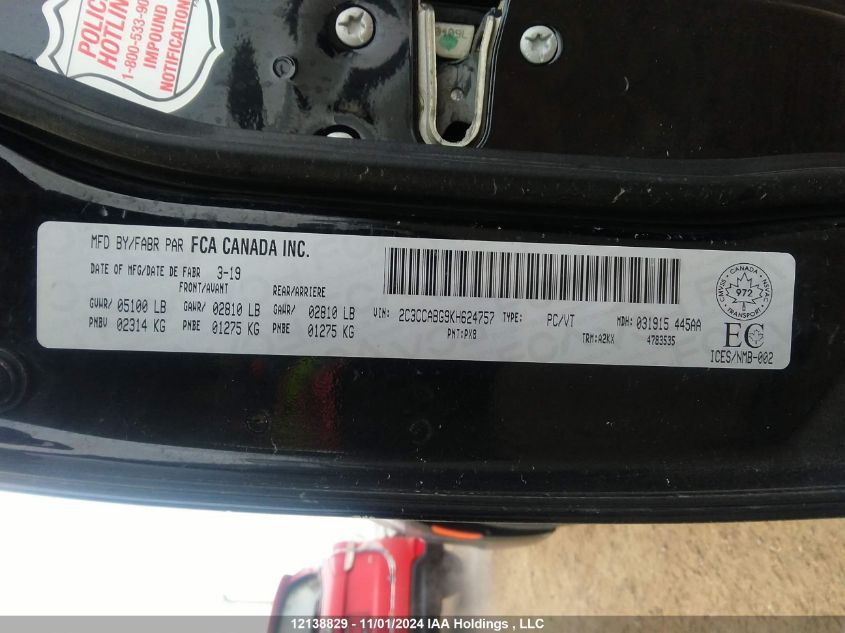 POLICE
HOTLINE
1-800-533-90
IMPOUND
NOTIFICATION
MFD BY/FABR PAR FCA CANADA INC.
DATE OF MFG/DATE DE FABR 3-19
FRONT/AVANT REAR/ARRIERE
GVWR/ 05100 LB GAWR/ 02810 LB GAWR/ 02810 LB
PNBV 02314 KG PNBE 01275 KG PNBE 01275 KG
VIN: 2C3CCABG9KH624757 TYPE: PC/VT MDH: 031915 445AA
PNT:PX8 TRM:A2KX 4783535
CMVSS CANADA NSVAC
972
TRANSPORT
EC
ICES/NMB-002
12138829 - 11/01/2024 IAA Holdings , LLC